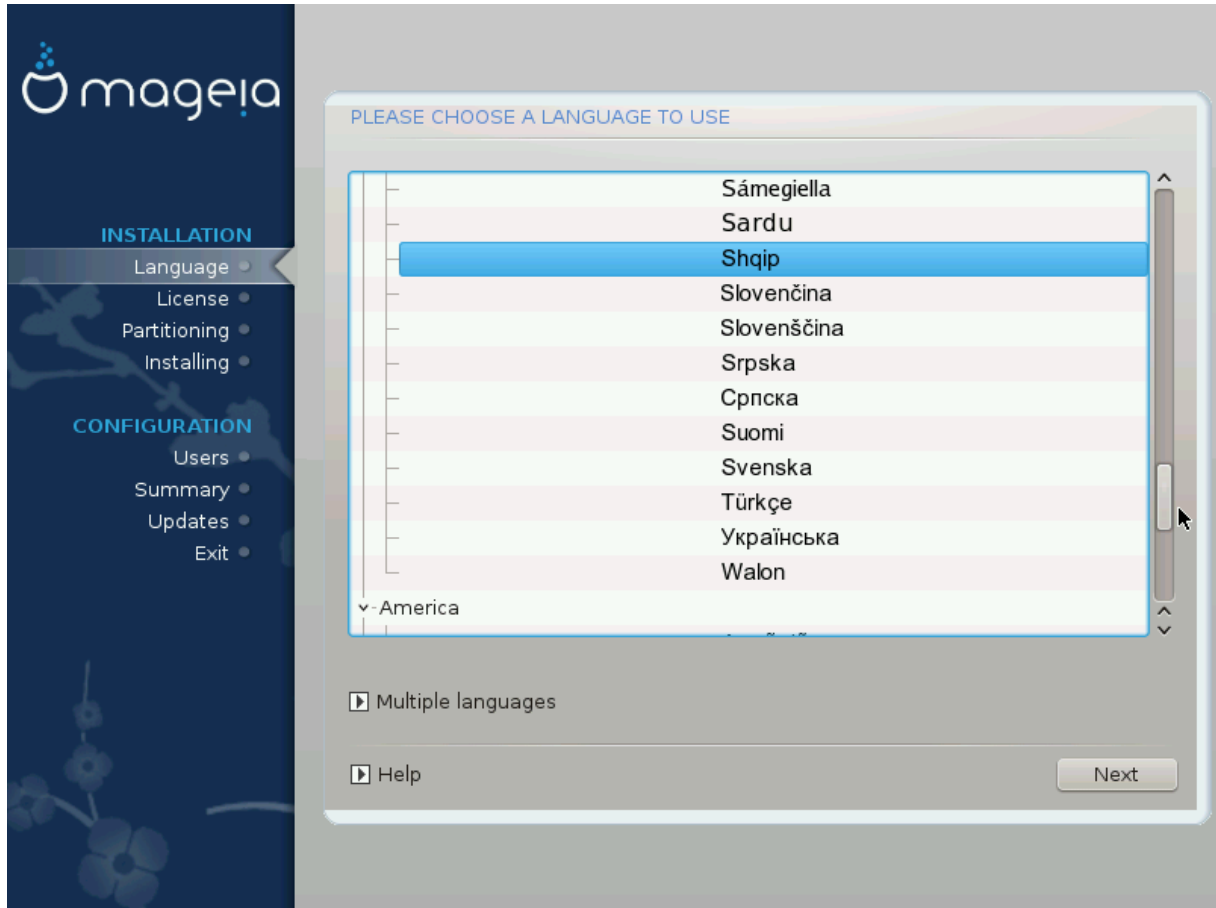 mageia
INSTALLATION
Language
License
Partitioning
Installing
CONFIGURATION
Users
Summary
Updates
Exit
PLEASE CHOOSE A LANGUAGE TO USE
Sámegiella
Sardu
Shqip
Slovenčina
Slovenščina
Srpska
Српска
Suomi
Svenska
Türkçe
Українська
Walon
America
Multiple languages
Help
Next